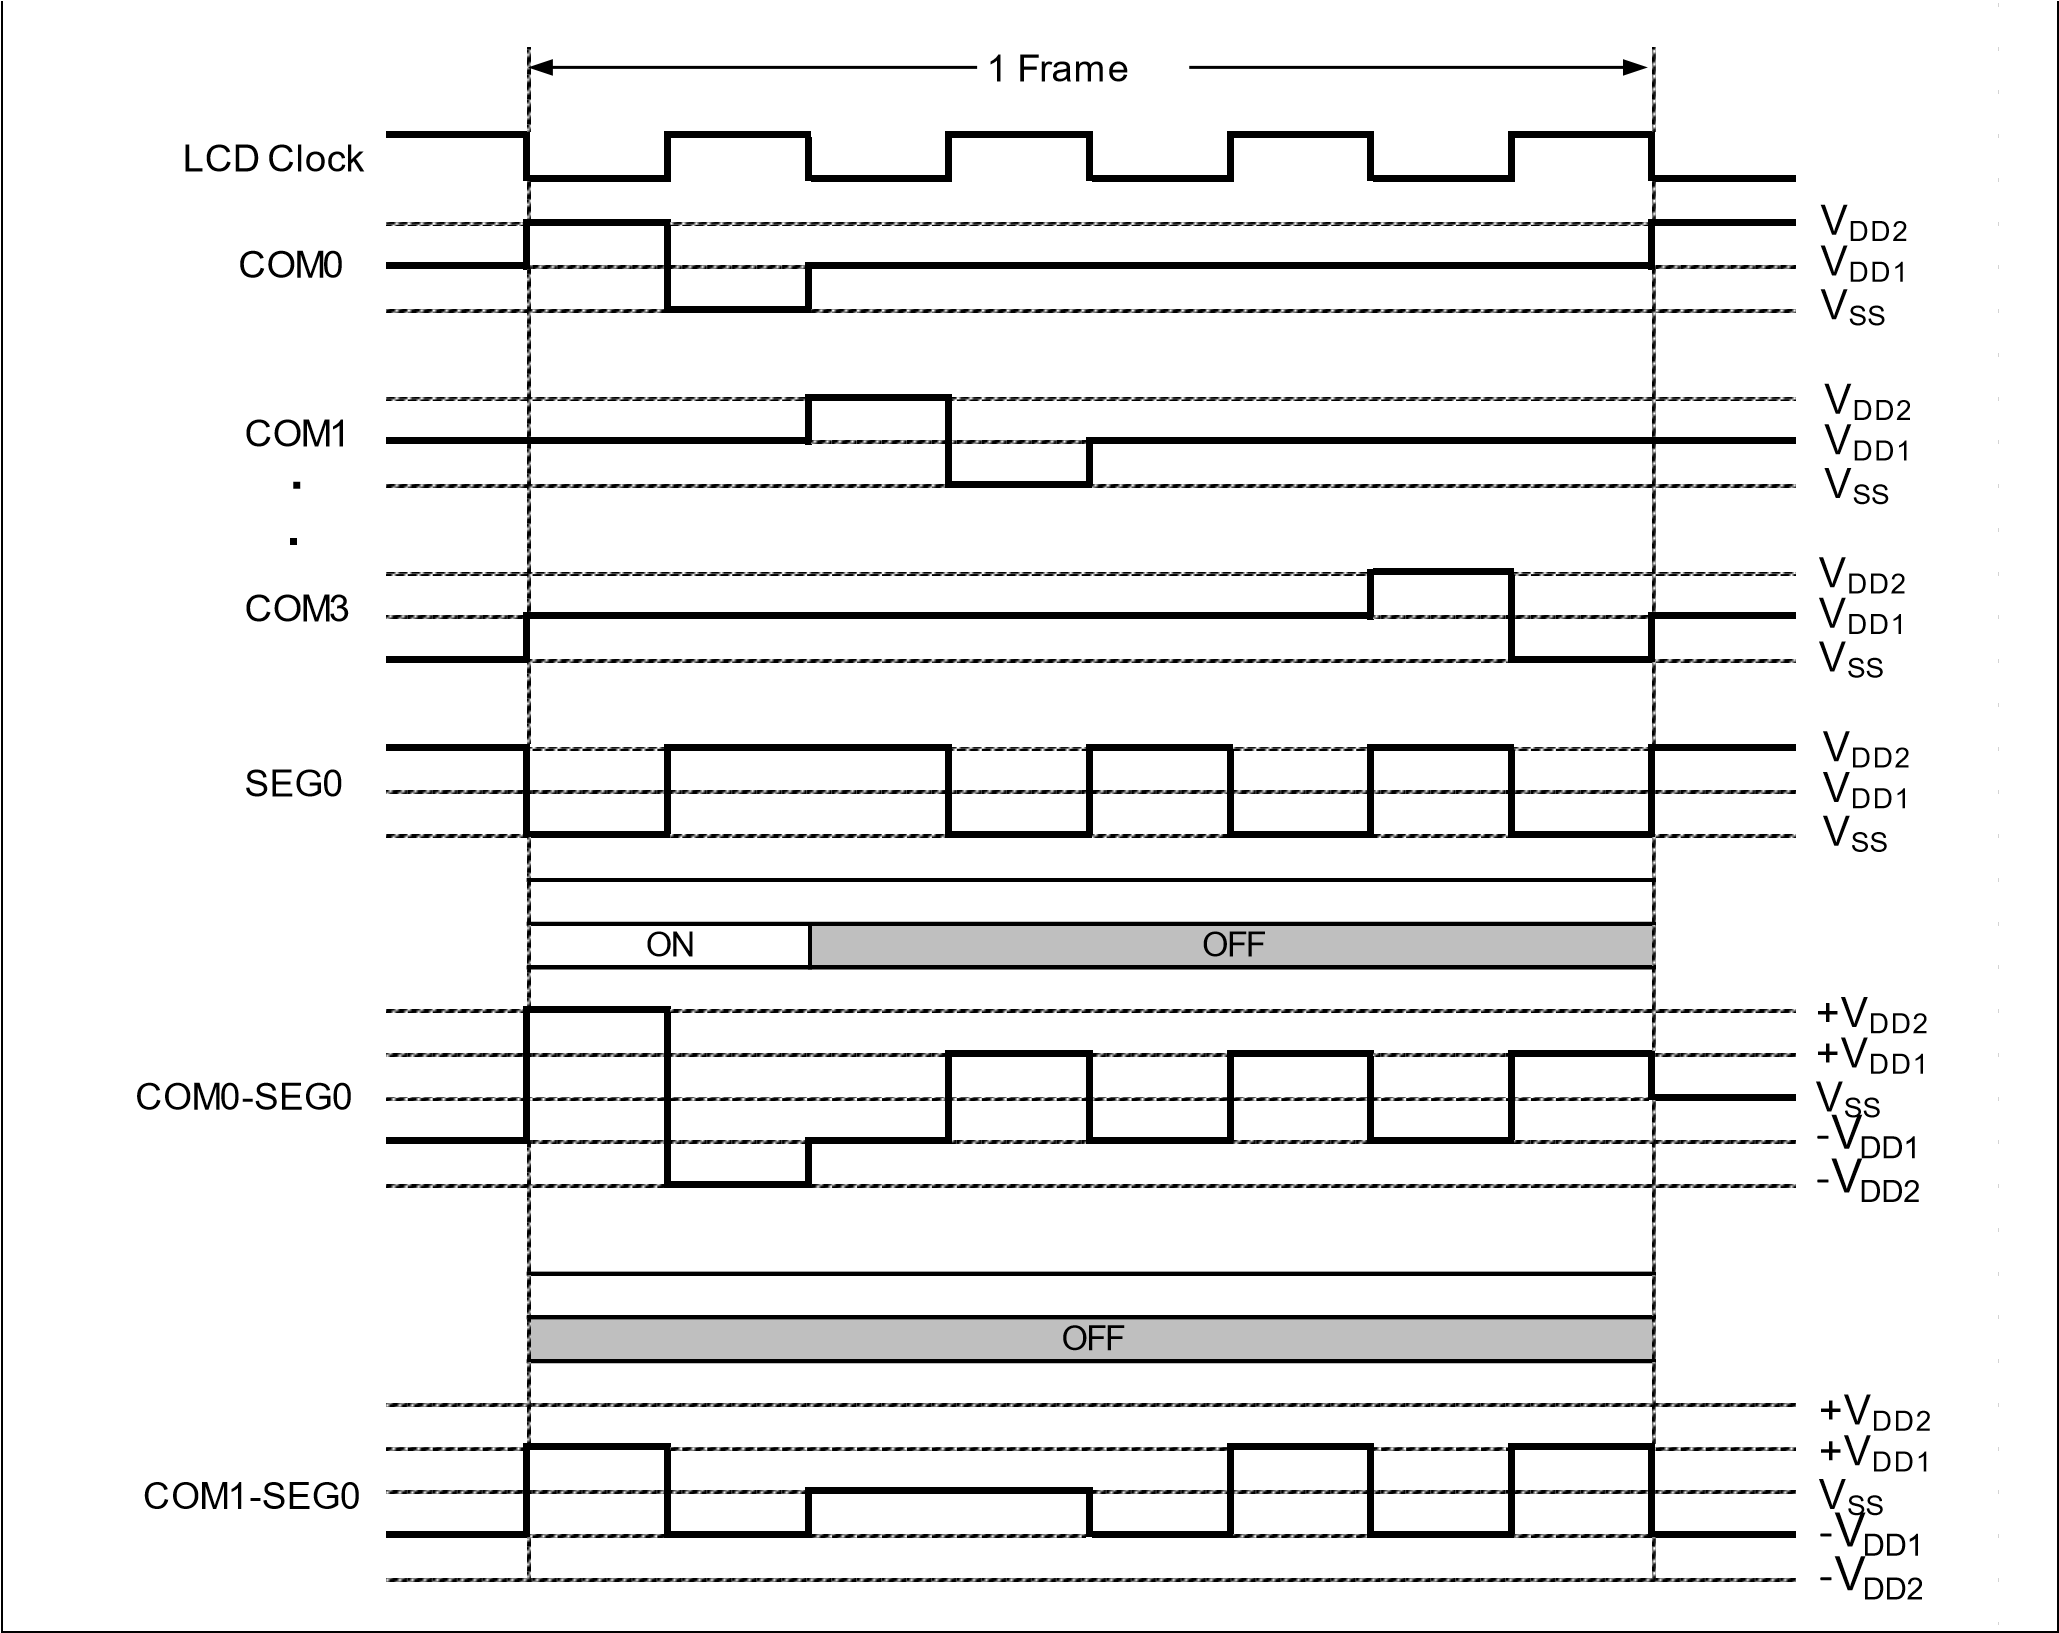 1 Frame
LCD Clock
COM0
VDD2
VDD1
VSS
COM1
.
.
VDD2
VDD1
VSS
COM3
VDD2
VDD1
VSS
SEG0
VDD2
VDD1
VSS
ON OFF
COM0-SEG0
+VDD2
+VDD1
VSS
-VDD1
-VDD2
OFF
COM1-SEG0
+VDD2
+VDD1
VSS
-VDD1
-VDD2